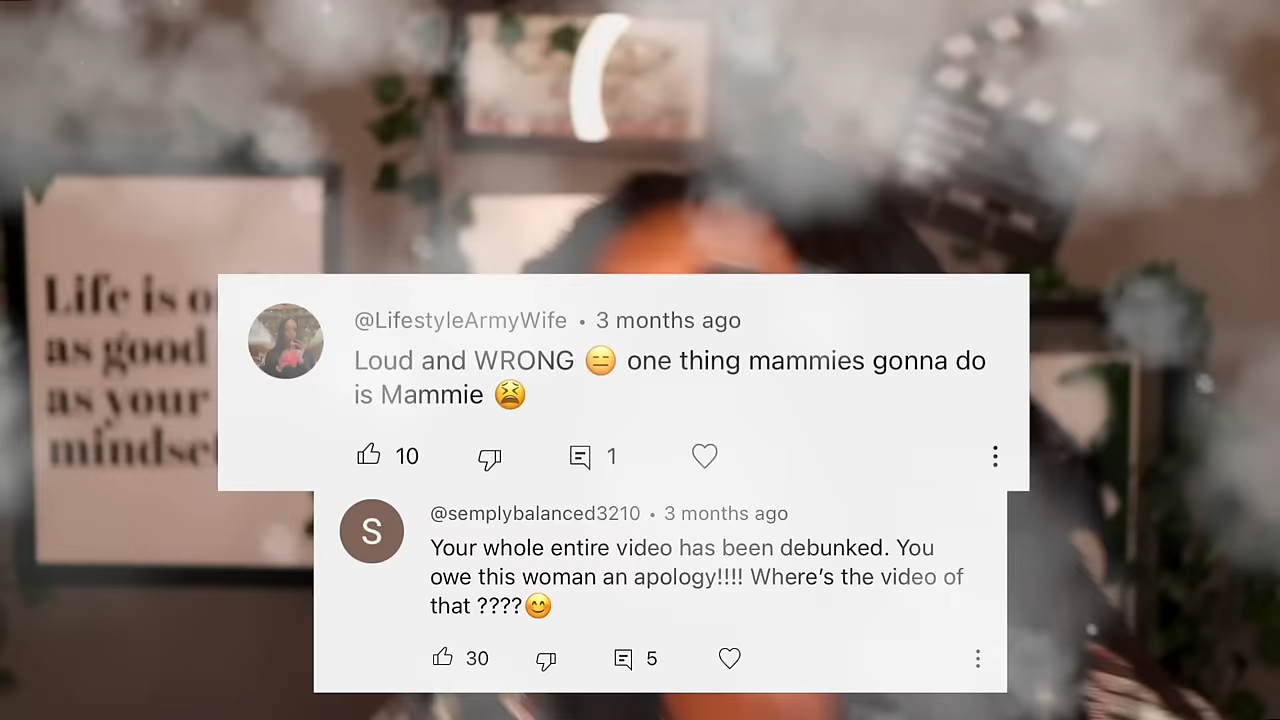 Life is o
as good
as your
mindset
@LifestyleArmyWife • 3 months ago
Loud and WRONG 😑 one thing mammies gonna do
is Mammie 😫
10
1
S
@semplybalanced3210 • 3 months ago
Your whole entire video has been debunked. You
owe this woman an apology!!!! Where’s the video of
that ????😊
30
5